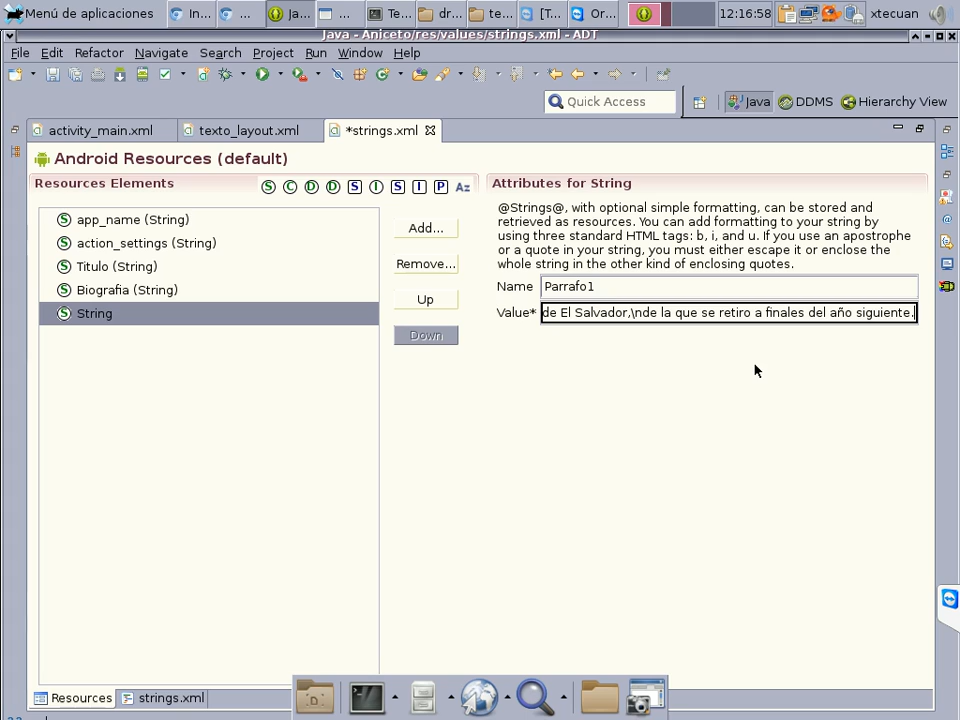 Menú de aplicaciones
In...
...
Ja...
...
Te...
dr...
te...
[T...
Or...
12:16:58
xtecuan
Java - Aniceto/res/values/strings.xml - ADT
File Edit Refactor Navigate Search Project Run Window Help
Quick Access
Java
DDMS
Hierarchy View
activity_main.xml
texto_layout.xml
*strings.xml
Android Resources (default)
Resources Elements
S C D D S I S I P Az
Attributes for String
@Strings@, with optional simple formatting, can be stored and
retrieved as resources. You can add formatting to your string by
using three standard HTML tags: b, i, and u. If you use an apostrophe
or a quote in your string, you must either escape it or enclose the
whole string in the other kind of enclosing quotes.
S app_name (String)
S action_settings (String)
S Titulo (String)
S Biografia (String)
S String
Add...
Remove...
Up
Down
Name Parrafo1
Value* de El Salvador,\nde la que se retiro a finales del año siguiente.
Resources
strings.xml